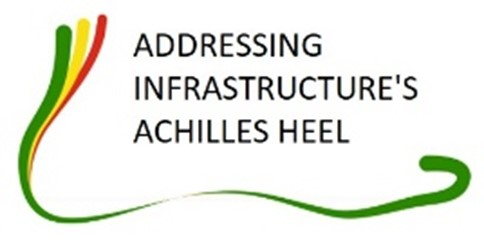 ADDRESSING
INFRASTRUCTURE'S
ACHILLES HEEL